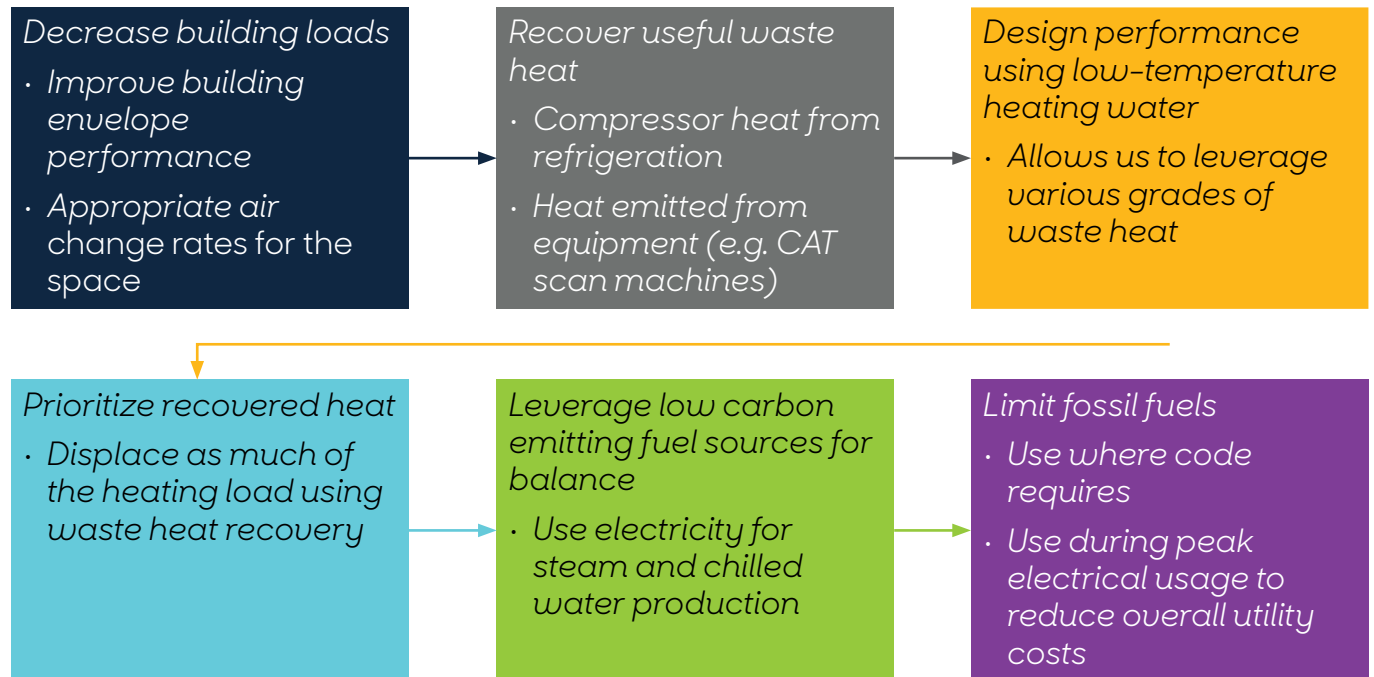 Decrease building loads
· Improve building
envelope
performance
· Appropriate air
change rates for the
space
Recover useful waste
heat
· Compressor heat from
refrigeration
· Heat emitted from
equipment (e.g. CAT
scan machines)
Design performance
using low-temperature
heating water
· Allows us to leverage
various grades of
waste heat
Prioritize recovered heat
· Displace as much of
the heating load using
waste heat recovery
Leverage low carbon
emitting fuel sources for
balance
· Use electricity for
steam and chilled
water production
Limit fossil fuels
· Use where code
requires
· Use during peak
electrical usage to
reduce overall utility
costs